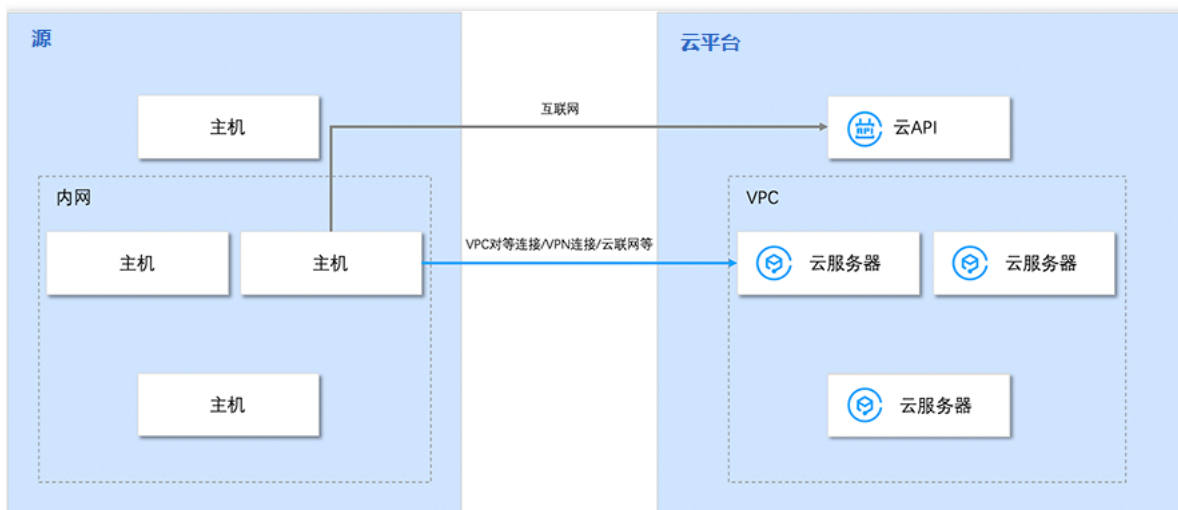 源
云平台
主机
互联网
API
云API
内网
VPC
主机
主机
VPC对等连接/VPN连接/云联网等
云服务器
云服务器
主机
云服务器